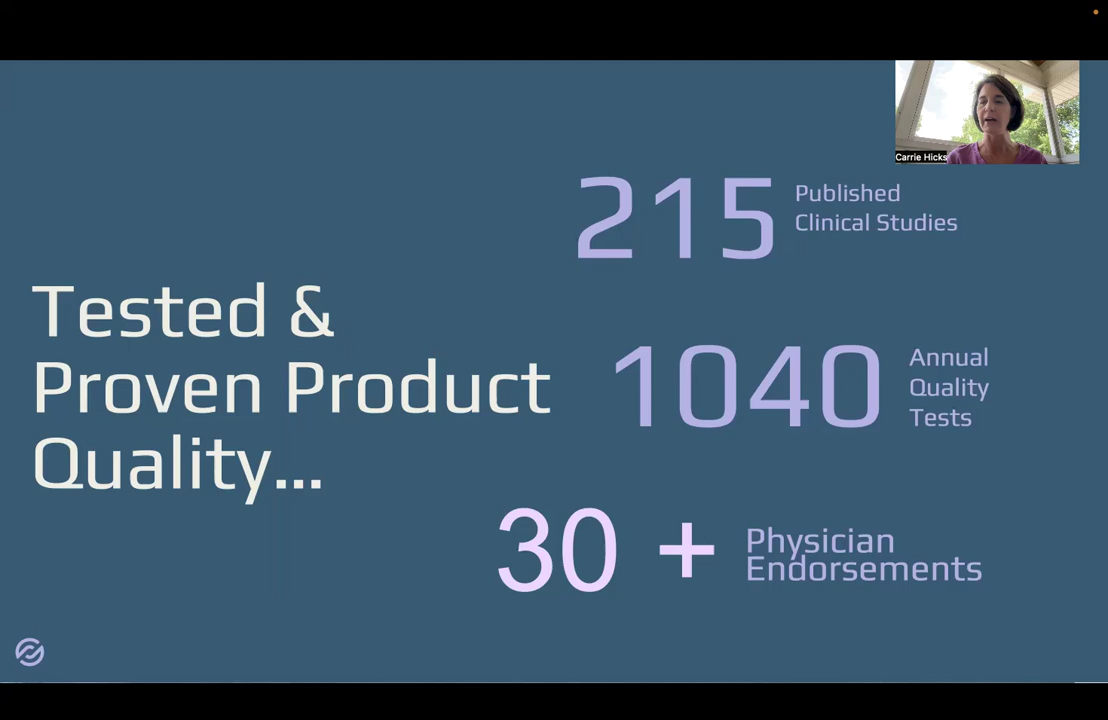 Carrie Hicks
215
Published
Clinical Studies
Tested &
Proven Product
Quality...
1040
Annual
Quality
Tests
30 +
Physician
Endorsements